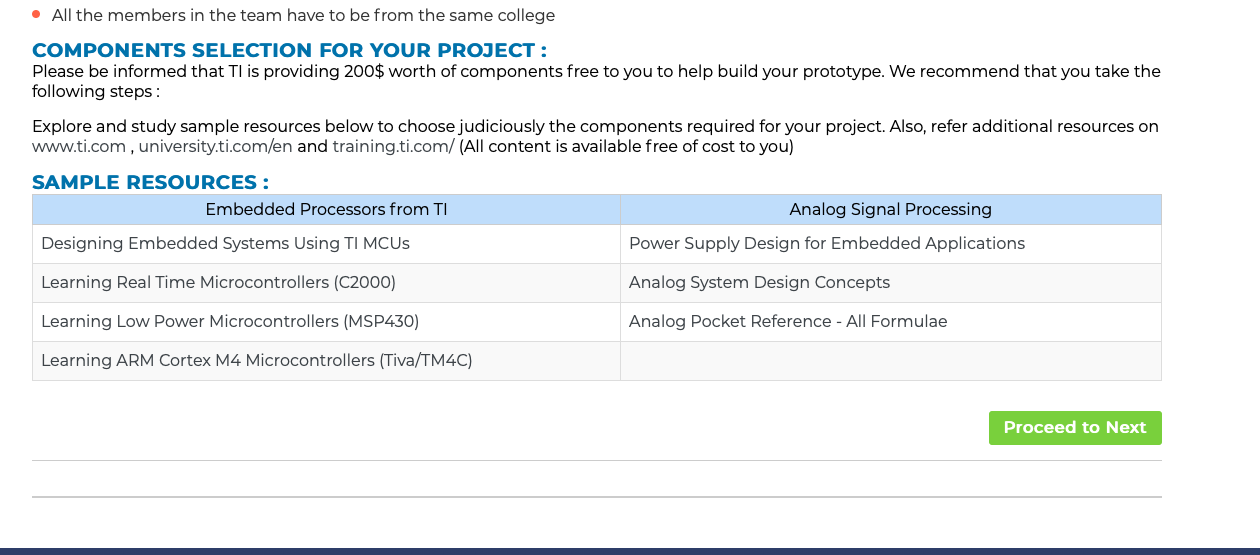 All the members in the team have to be from the same college
COMPONENTS SELECTION FOR YOUR PROJECT :
Please be informed that TI is providing 200$ worth of components free to you to help build your prototype. We recommend that you take the
following steps :
Explore and study sample resources below to choose judiciously the components required for your project. Also, refer additional resources on
www.ti.com , university.ti.com/en and training.ti.com/ (All content is available free of cost to you)
SAMPLE RESOURCES :
Embedded Processors from TI
Analog Signal Processing
Designing Embedded Systems Using TI MCUs
Power Supply Design for Embedded Applications
Learning Real Time Microcontrollers (C2000)
Analog System Design Concepts
Learning Low Power Microcontrollers (MSP430)
Analog Pocket Reference - All Formulae
Learning ARM Cortex M4 Microcontrollers (Tiva/TM4C)
Proceed to Next